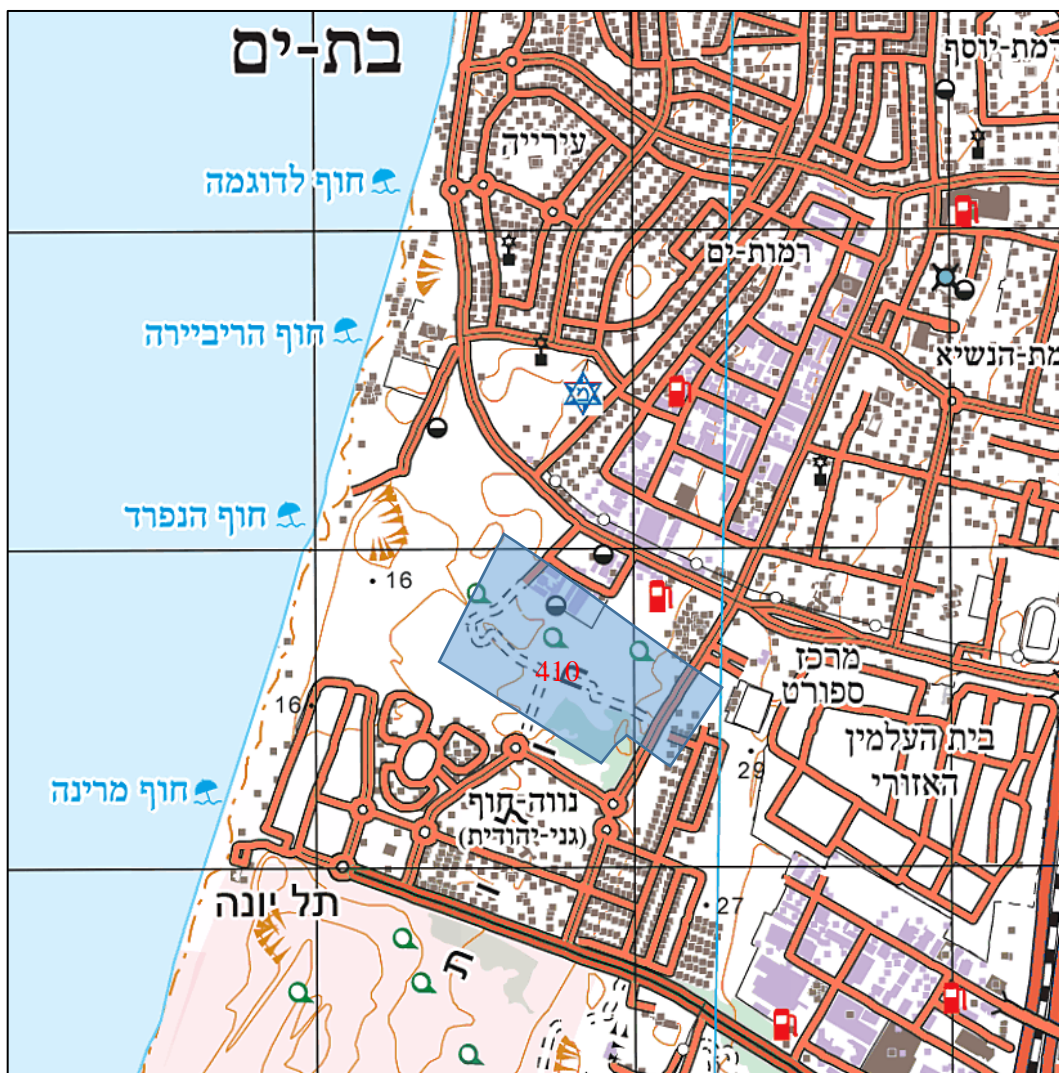 בת-ים
רמת-יוסף
עירייה
חוף לדוגמה
רמות-ים
חוף הריביירה
מת-הנשיא
מ
חוף הנפרד
16
410
מרכז
ספורט
16
בית העלמין
האזורי
29
חוף מרינה
נווה-חוף
(גני-יהודית)
תל יונה
27
ת